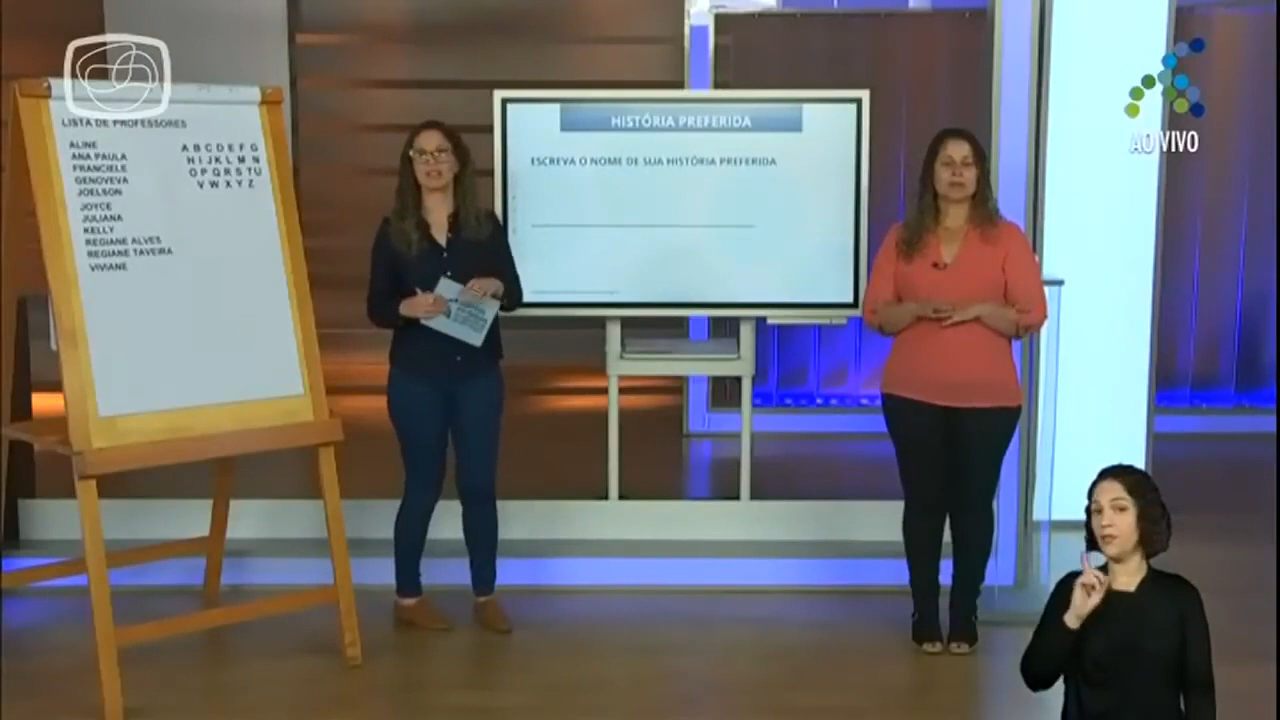 LISTA DE PROFESSORES
ALINE
ANA PAULA
FRANCIELE
GENOVEVA
JOELSON
JOYCE
JULIANA
KELLY
REGIANE ALVES
REGIANE TAVEIRA
VIVIANE
A B C D E F G
H I J K L M N
O P Q R S T U
V W X Y Z
HISTÓRIA PREFERIDA
ESCREVA O NOME DE SUA HISTÓRIA PREFERIDA
AO VIVO